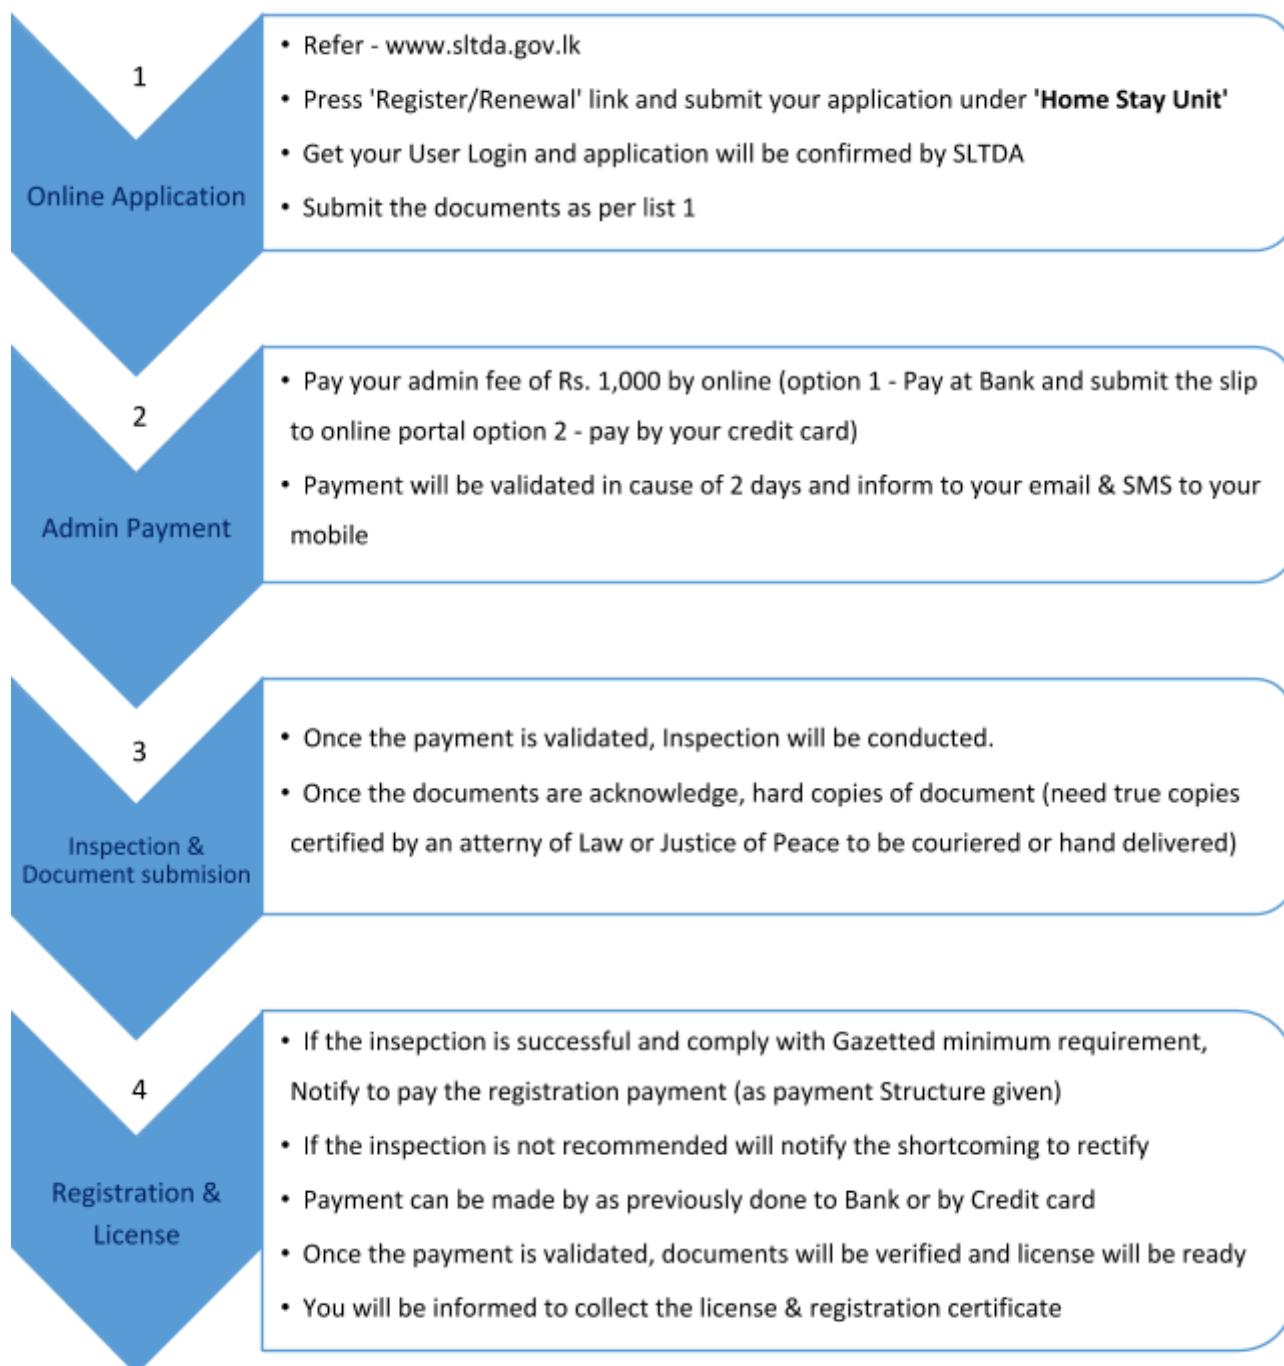 1
Online Application
• Refer - www.sltda.gov.lk
• Press 'Register/Renewal' link and submit your application under 'Home Stay Unit'
• Get your User Login and application will be confirmed by SLTDA
• Submit the documents as per list 1
2
Admin Payment
• Pay your admin fee of Rs. 1,000 by online (option 1 - Pay at Bank and submit the slip
to online portal option 2 - pay by your credit card)
• Payment will be validated in cause of 2 days and inform to your email & SMS to your
mobile
3
Inspection &
Document submision
• Once the payment is validated, Inspection will be conducted.
• Once the documents are acknowledge, hard copies of document (need true copies
certified by an atterny of Law or Justice of Peace to be couriered or hand delivered)
4
Registration &
License
• If the insepction is successful and comply with Gazetted minimum requirement,
Notify to pay the registration payment (as payment Structure given)
• If the inspection is not recommended will notify the shortcoming to rectify
• Payment can be made by as previously done to Bank or by Credit card
• Once the payment is validated, documents will be verified and license will be ready
• You will be informed to collect the license & registration certificate